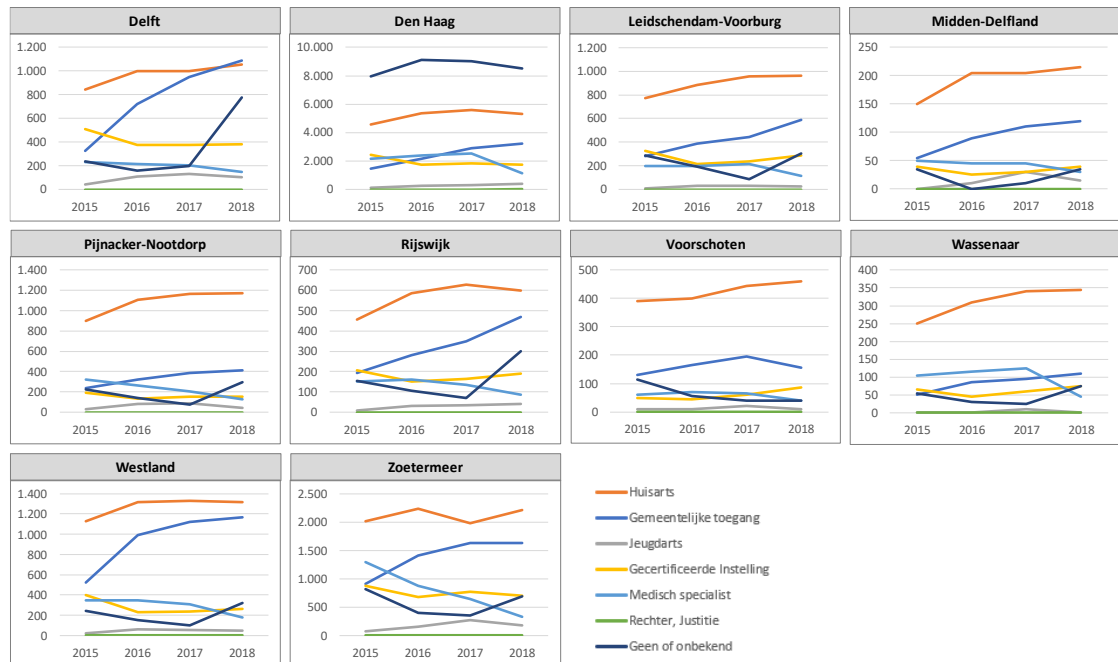 Delft
1.200
1.000
800
600
400
200
0
2015 2016 2017 2018
Den Haag
10.000
8.000
6.000
4.000
2.000
0
2015 2016 2017 2018
Leidschendam-Voorburg
1.200
1.000
800
600
400
200
0
2015 2016 2017 2018
Midden-Delfland
250
200
150
100
50
0
2015 2016 2017 2018
Pijnacker-Nootdorp
1.400
1.200
1.000
800
600
400
200
0
2015 2016 2017 2018
Rijswijk
700
600
500
400
300
200
100
0
2015 2016 2017 2018
Voorschoten
500
400
300
200
100
0
2015 2016 2017 2018
Wassenaar
400
350
300
250
200
150
100
50
0
2015 2016 2017 2018
Westland
1.400
1.200
1.000
800
600
400
200
0
2015 2016 2017 2018
Zoetermeer
2.500
2.000
1.500
1.000
500
0
2015 2016 2017 2018
Huisarts
Gemeentelijke toegang
Jeugdarts
Gecertificeerde Instelling
Medisch specialist
Rechter, Justitie
Geen of onbekend